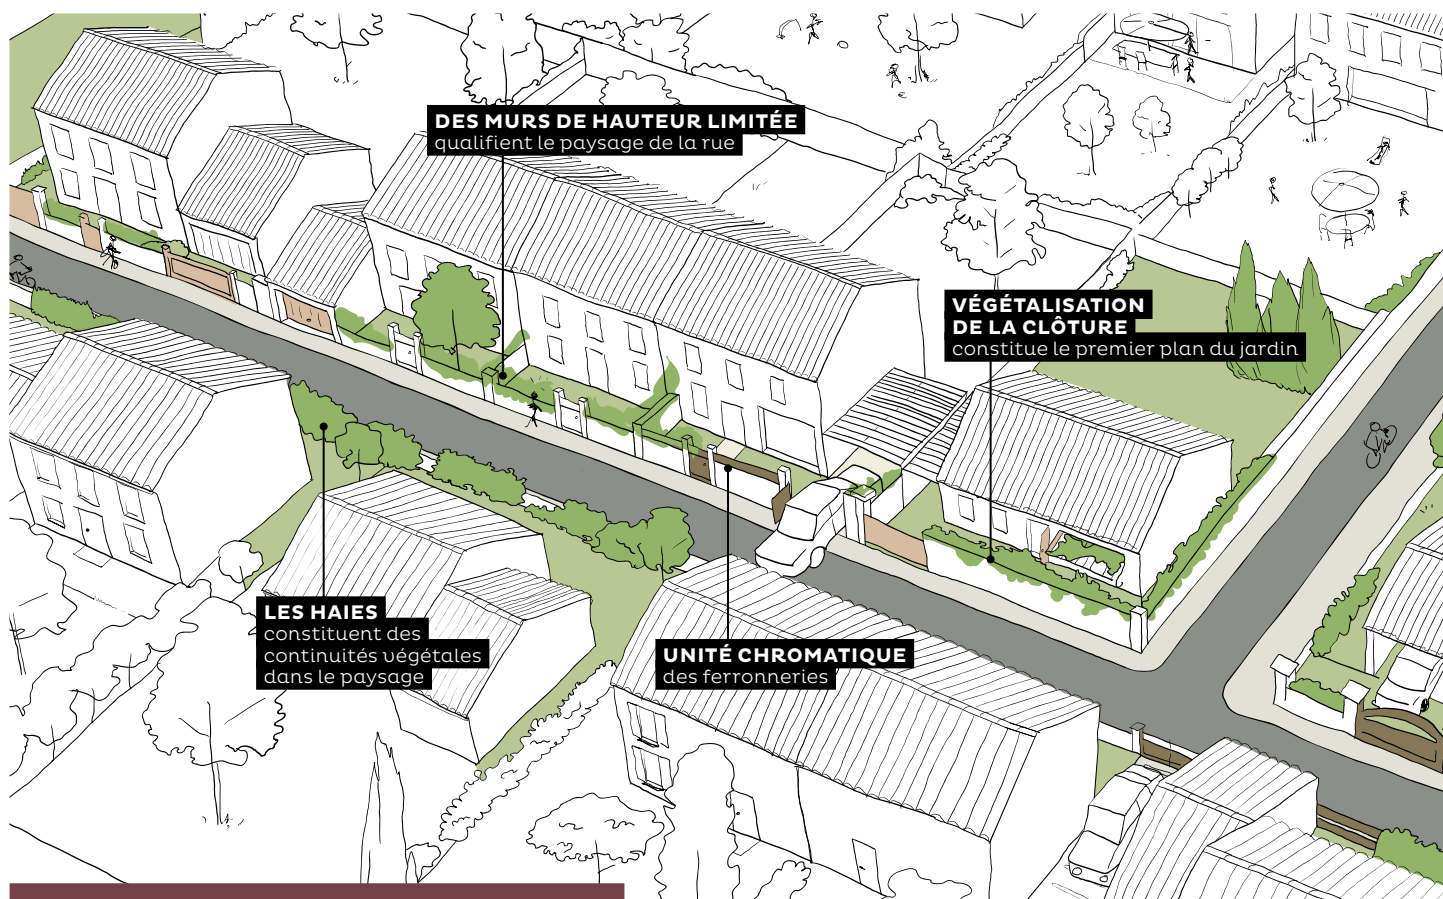 DES MURS DE HAUTEUR LIMITÉE
qualifient le paysage de la rue
VÉGÉTALISATION
DE LA CLÔTURE
constitue le premier plan du jardin
LES HAIES
constituent des
continuités végétales
dans le paysage
UNITÉ CHROMATIQUE
des ferronneries